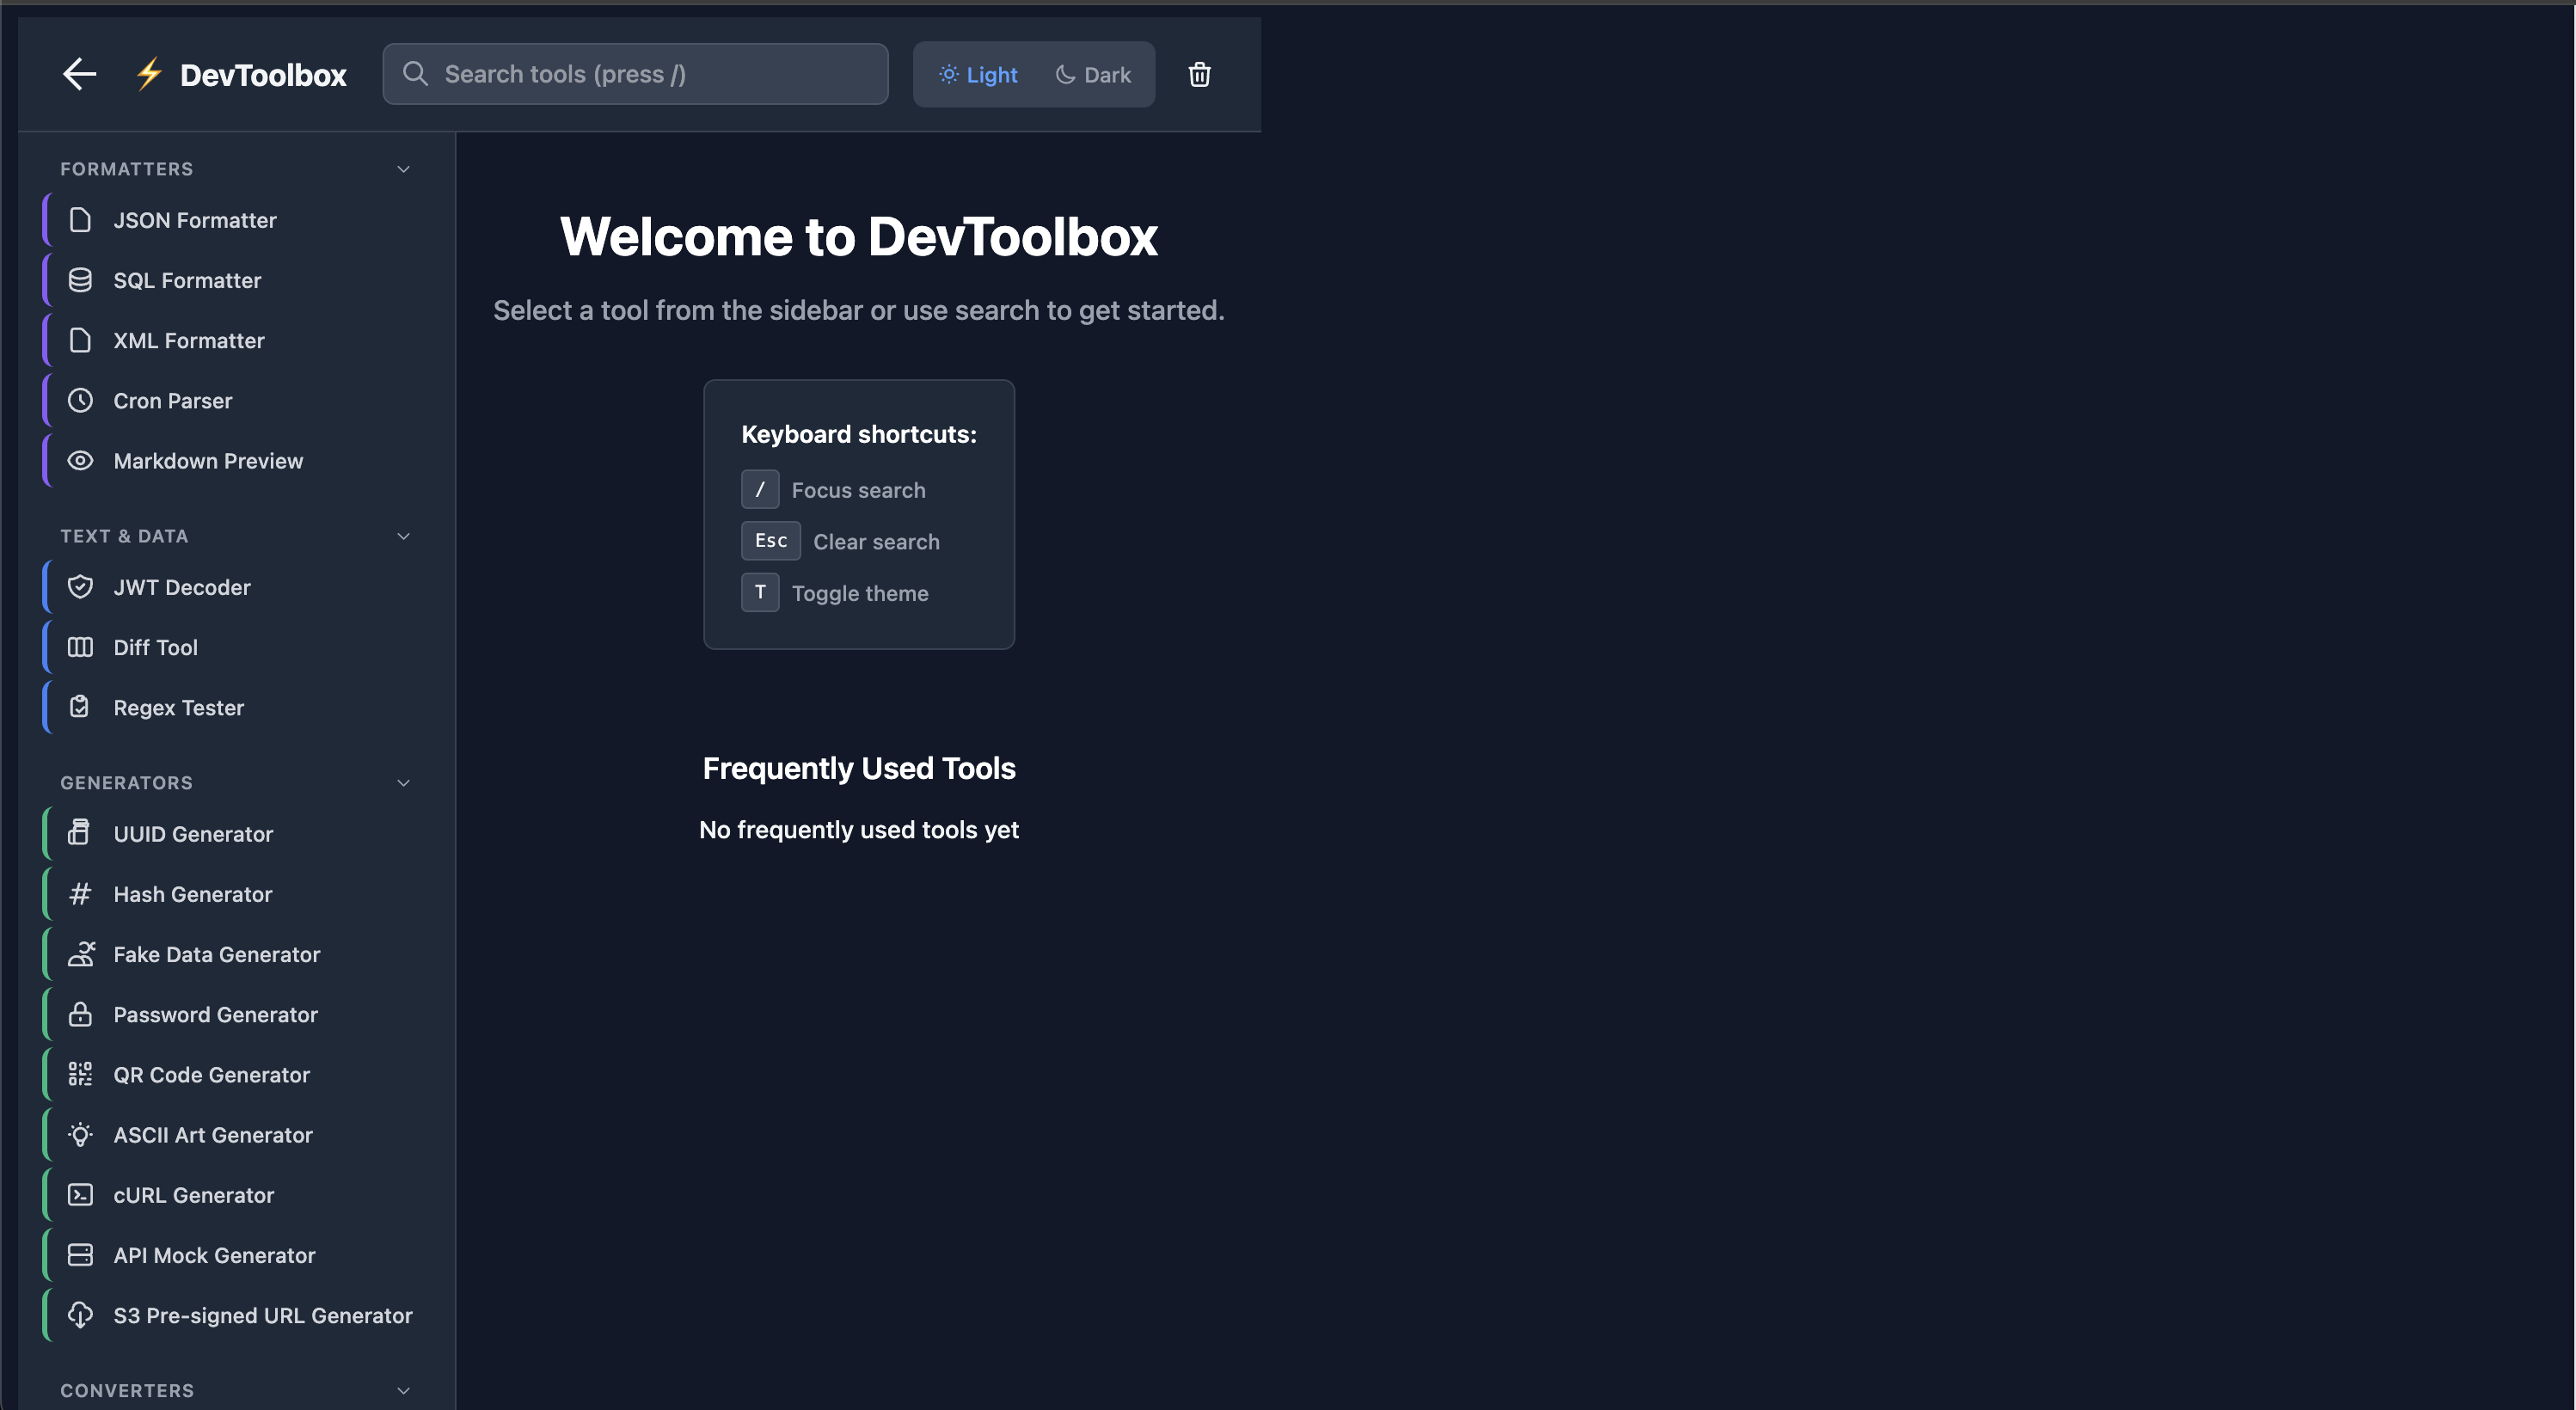 DevToolbox
Search tools (press /)
Light
Dark
FORMATTERS
JSON Formatter
SQL Formatter
XML Formatter
Cron Parser
Markdown Preview
TEXT & DATA
JWT Decoder
Diff Tool
Regex Tester
GENERATORS
UUID Generator
Hash Generator
Fake Data Generator
Password Generator
QR Code Generator
ASCII Art Generator
cURL Generator
API Mock Generator
S3 Pre-signed URL Generator
CONVERTERS
Welcome to DevToolbox
Select a tool from the sidebar or use search to get started.
Keyboard shortcuts:
/ Focus search
Esc Clear search
T Toggle theme
Frequently Used Tools
No frequently used tools yet